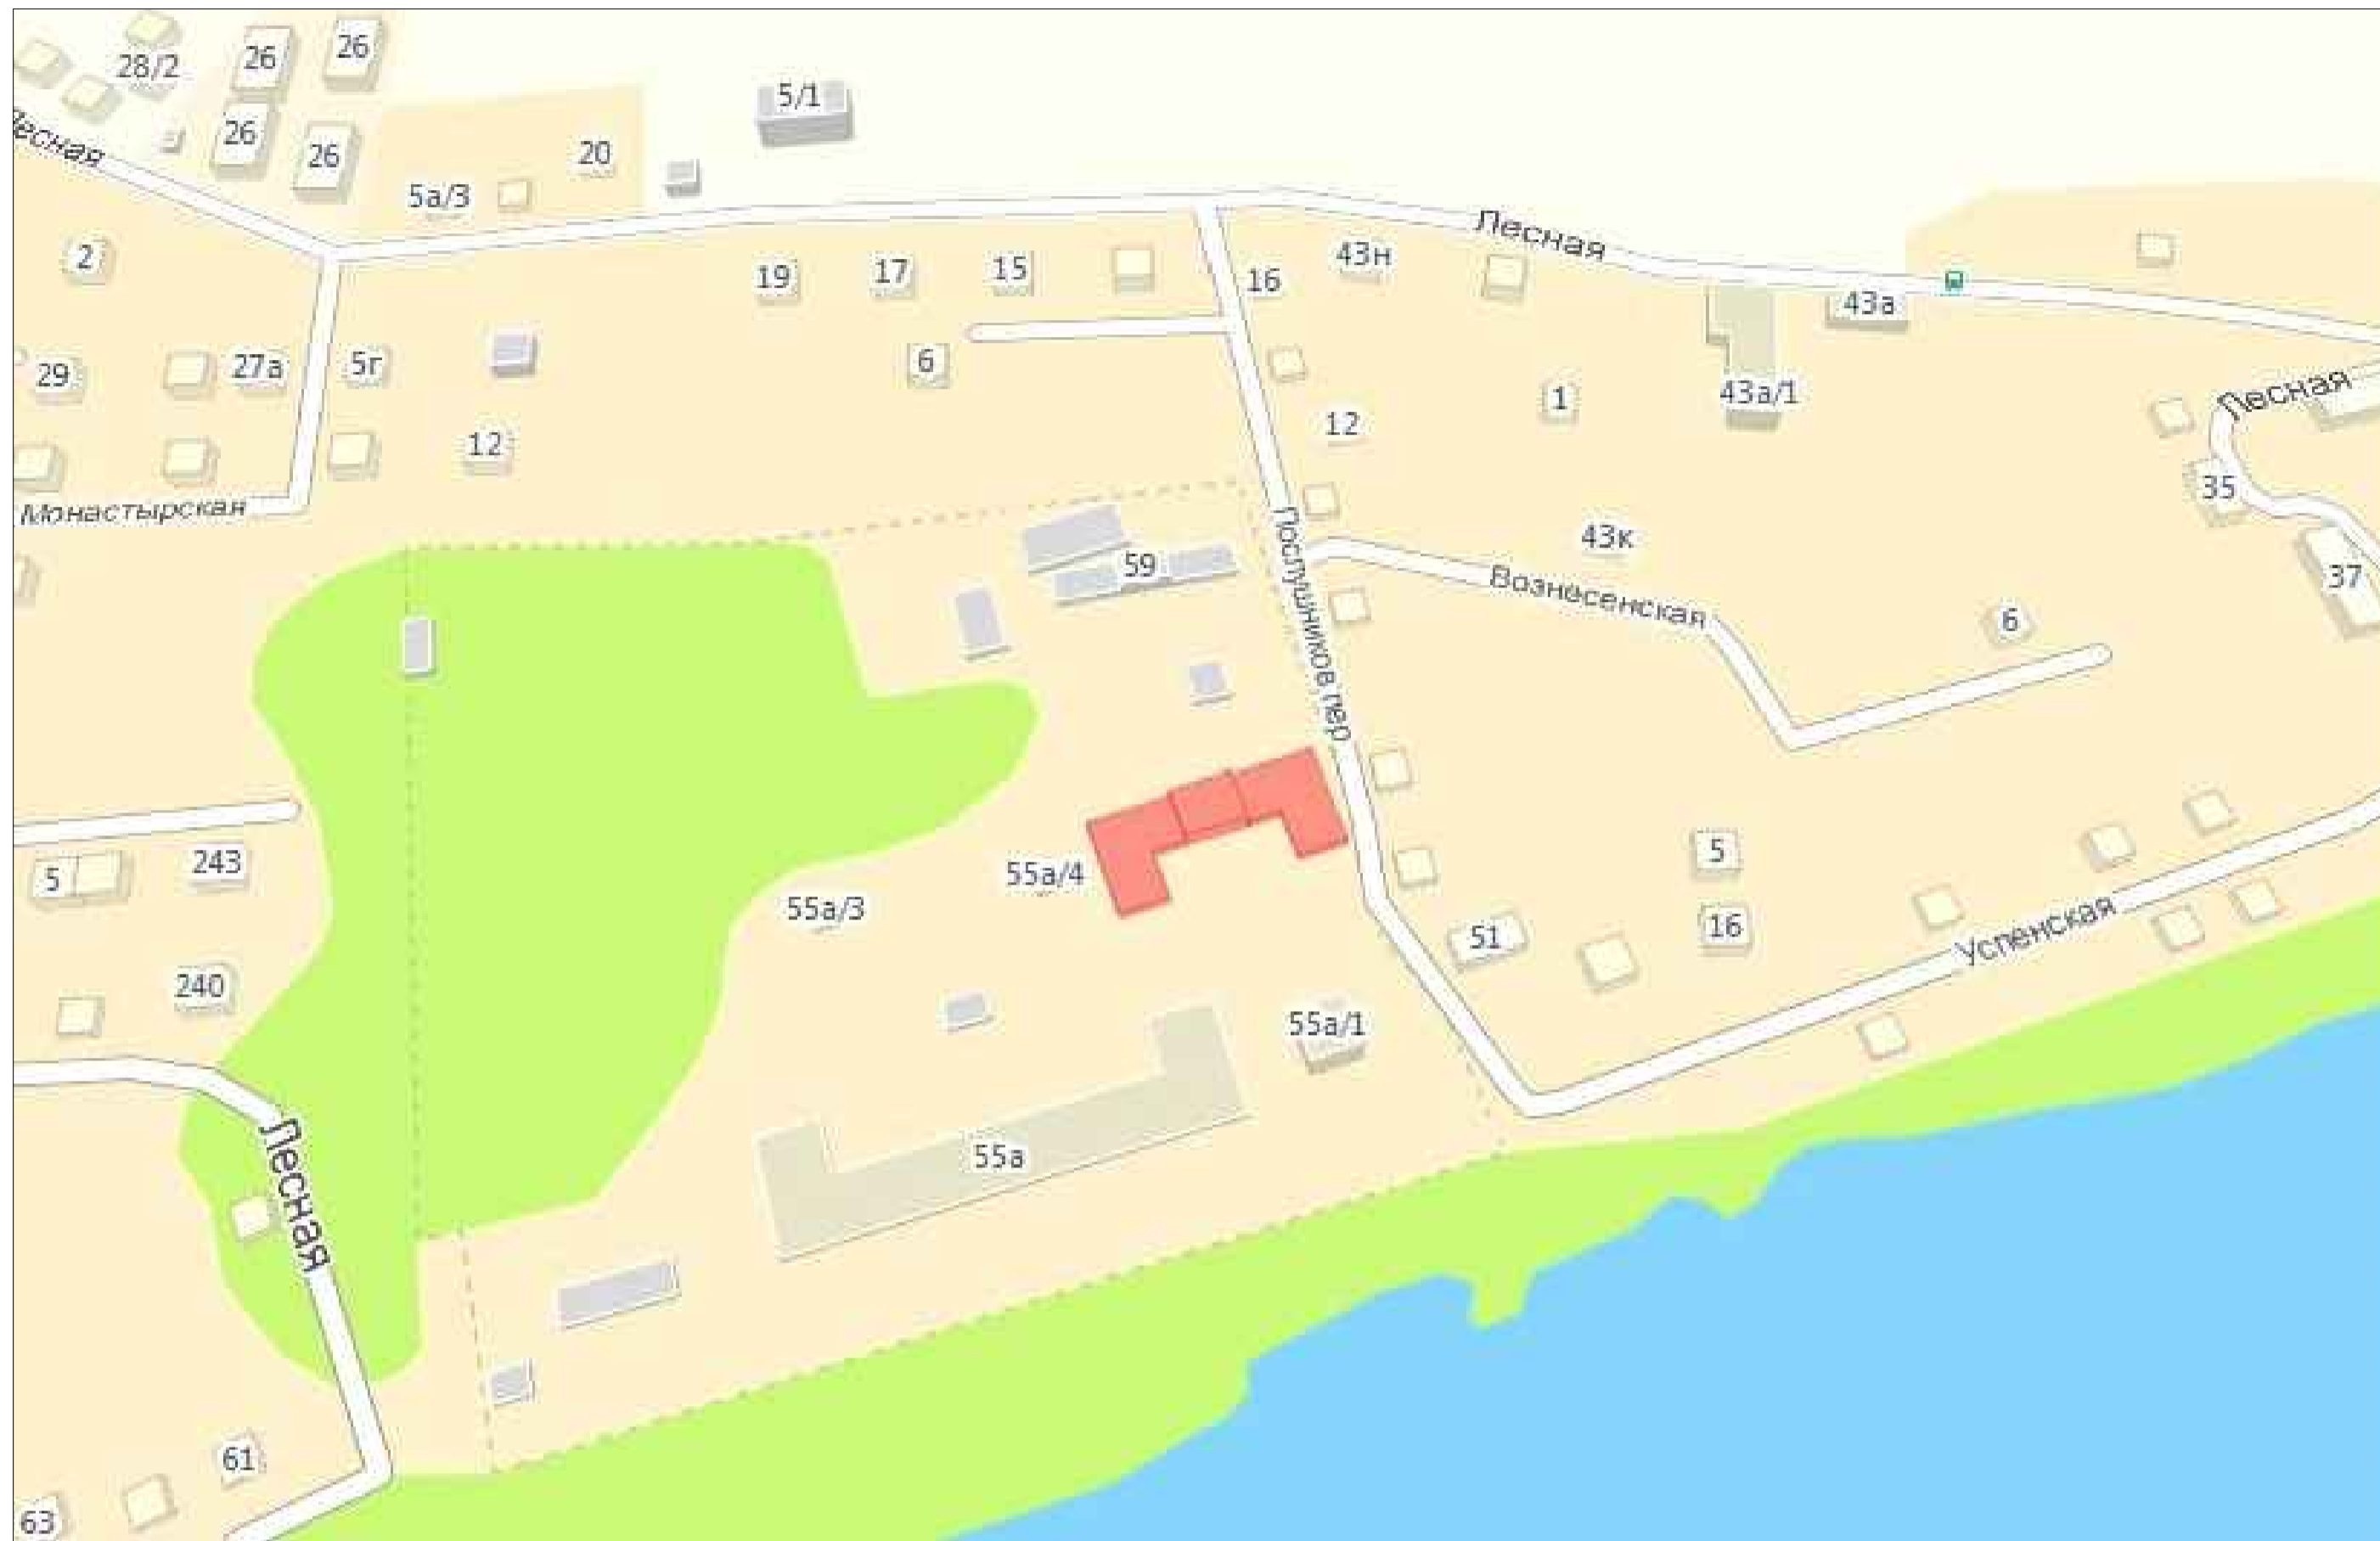 28/2
26
26
5/1
26
26
Лесная
20
5а/3
2
19
17
15
16
43н
Лесная
43а
29
27а
5г
6
12
1
43а/1
Лесная
12
35
Монастырская
Послушников пер
59
43к
Вознесенская
37
6
5
243
55а/4
55а/3
5
16
51
Успенская
240
55а/1
55а
Лесная
61
63